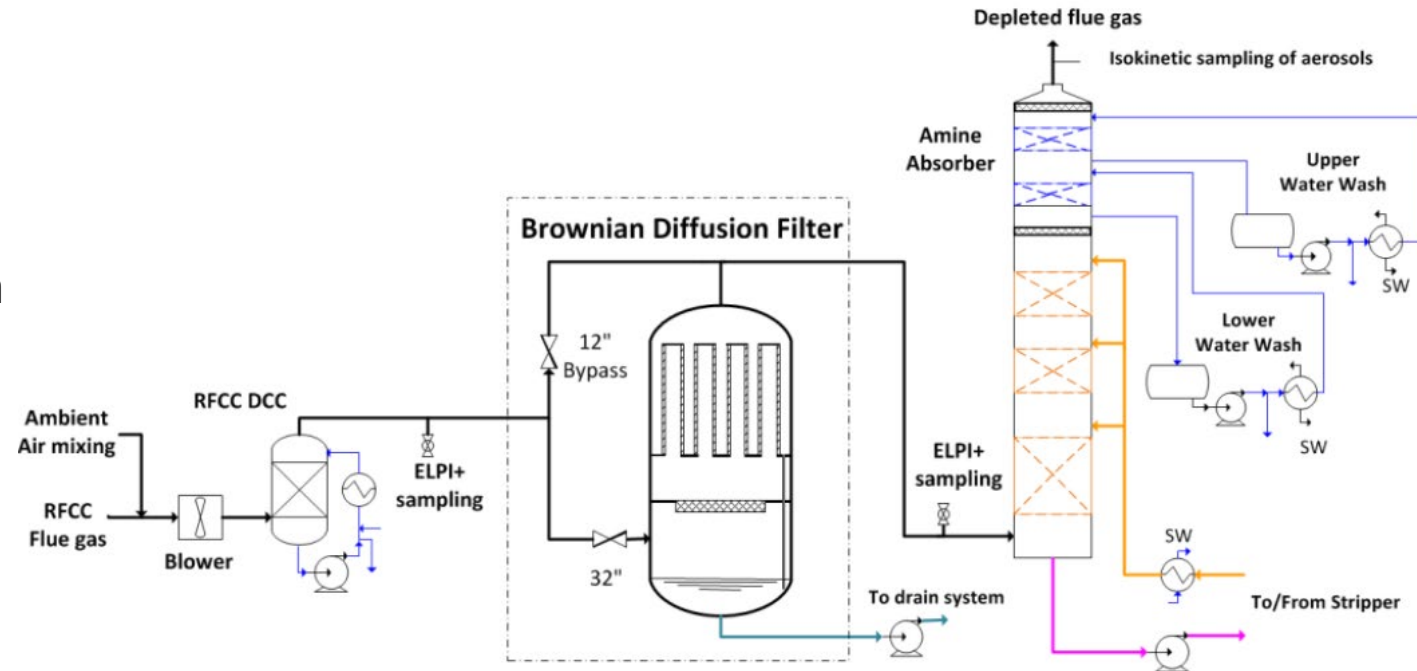 Depleted flue gas
Isokinetic sampling of aerosols
Amine
Absorber
Upper
Water Wash
SW
Lower
Water Wash
SW
Brownian Diffusion Filter
12"
Bypass
32"
RFCC DCC
Ambient
Air mixing
RFCC
Flue gas
Blower
ELPI+
sampling
ELPI+
sampling
SW
To drain system
To/From Stripper